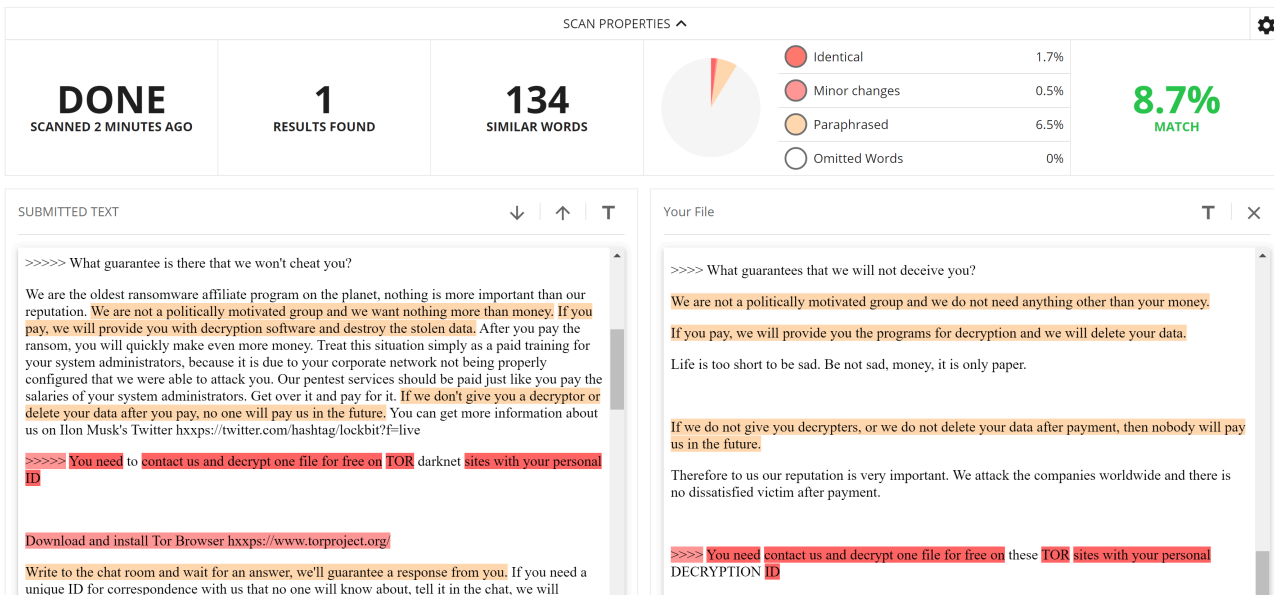 SCAN PROPERTIES
DONE
SCANNED 2 MINUTES AGO
1
RESULTS FOUND
134
SIMILAR WORDS
Identical 1.7%
Minor changes 0.5%
Paraphrased 6.5%
Omitted Words 0%
8.7%
MATCH
SUBMITTED TEXT
T
>>>>> What guarantee is there that we won't cheat you?
We are the oldest ransomware affiliate program on the planet, nothing is more important than our
reputation. We are not a politically motivated group and we want nothing more than money. If you
pay, we will provide you with decryption software and destroy the stolen data. After you pay the
ransom, you will quickly make even more money. Treat this situation simply as a paid training for
your system administrators, because it is due to your corporate network not being properly
configured that we were able to attack you. Our pentest services should be paid just like you pay the
salaries of your system administrators. Get over it and pay for it. If we don't give you a decryptor or
delete your data after you pay, no one will pay us in the future. You can get more information about
us on Ilon Musk's Twitter hxxps://twitter.com/hashtag/lockbit?f=live
>>>>> You need to contact us and decrypt one file for free on TOR darknet sites with your personal
ID
Download and install Tor Browser hxxps://www.torproject.org/
Write to the chat room and wait for an answer, we'll guarantee a response from you. If you need a
unique ID for correspondence with us that no one will know about, tell it in the chat, we will
Your File
T
>>>> What guarantees that we will not deceive you?
We are not a politically motivated group and we do not need anything other than your money.
If you pay, we will provide you the programs for decryption and we will delete your data.
Life is too short to be sad. Be not sad, money, it is only paper.
If we do not give you decrypters, or we do not delete your data after payment, then nobody will pay
us in the future.
Therefore to us our reputation is very important. We attack the companies worldwide and there is
no dissatisfied victim after payment.
>>>> You need contact us and decrypt one file for free on these TOR sites with your personal
DECRYPTION ID